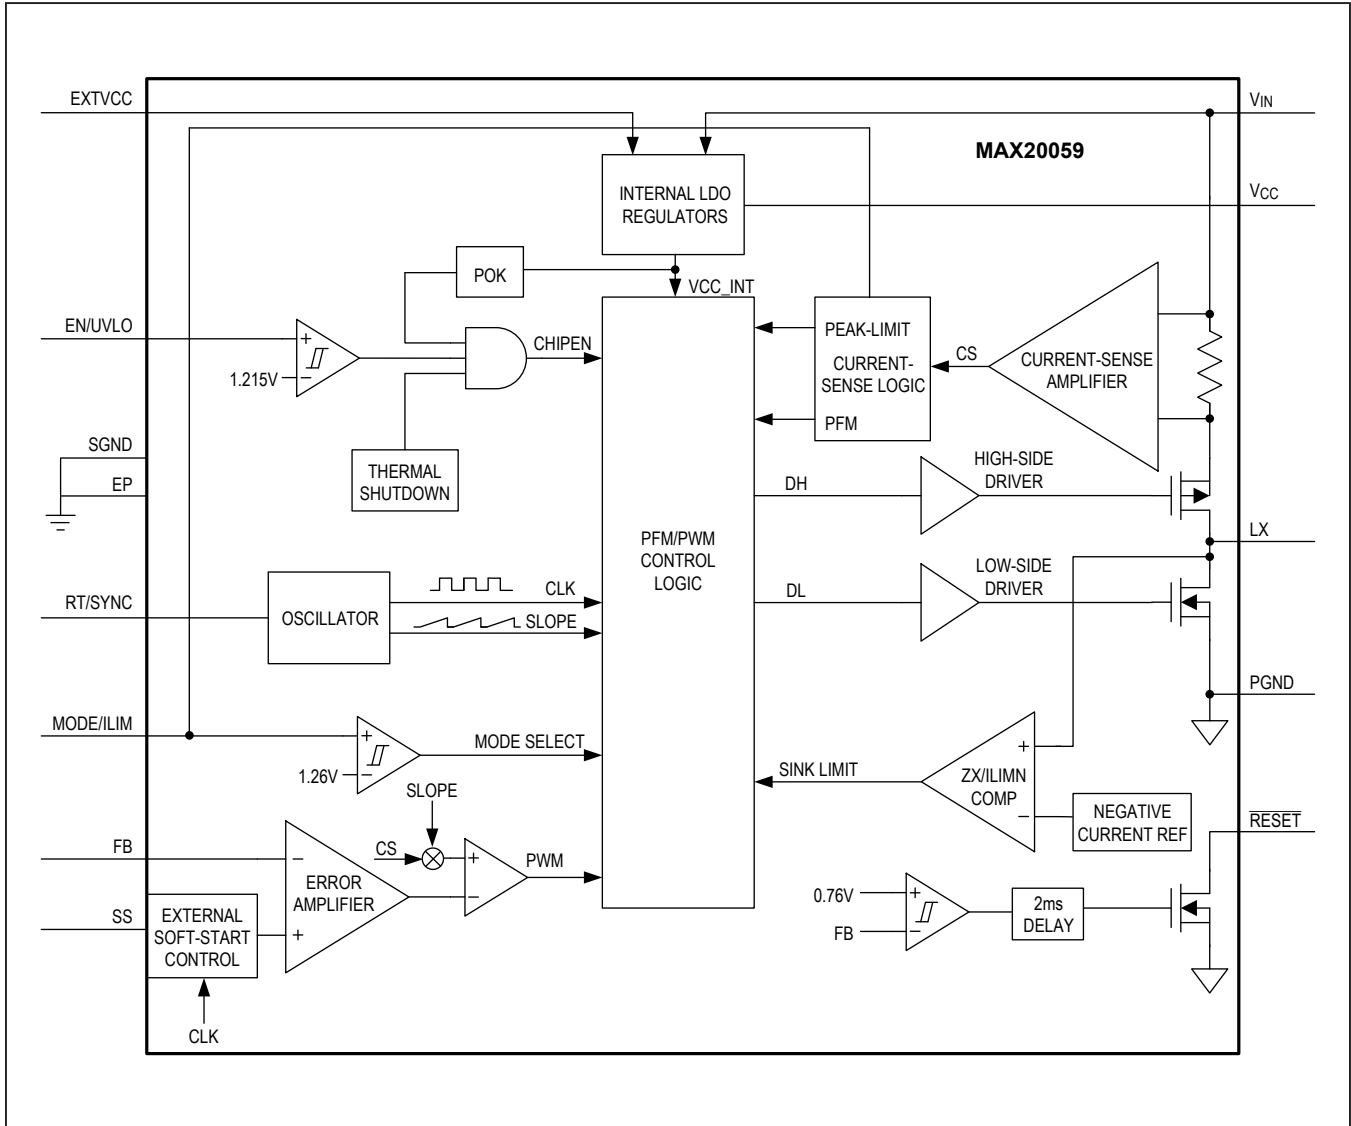 EXTVCC
VIN
MAX20059
INTERNAL LDO
REGULATORS
VCC
POK
VCC_INT
EN/UVLO
+
1.215V
−
CHIPEN
PEAK-LIMIT
CURRENT-
SENSE LOGIC
PFM
CS
CURRENT-SENSE
AMPLIFIER
SGND
EP
THERMAL
SHUTDOWN
DH
HIGH-SIDE
DRIVER
LX
PFM/PWM
CONTROL
LOGIC
RT/SYNC
OSCILLATOR
CLK
SLOPE
DL
LOW-SIDE
DRIVER
PGND
MODE/ILIM
+
1.26V
−
MODE SELECT
SINK LIMIT
+
ZX/ILIMN
COMP
−
NEGATIVE
CURRENT REF
RESET
SLOPE
FB
−
ERROR
AMPLIFIER
+
CS
+
−
PWM
SS
EXTERNAL
SOFT-START
CONTROL
CLK
0.76V
+
FB
−
2ms
DELAY